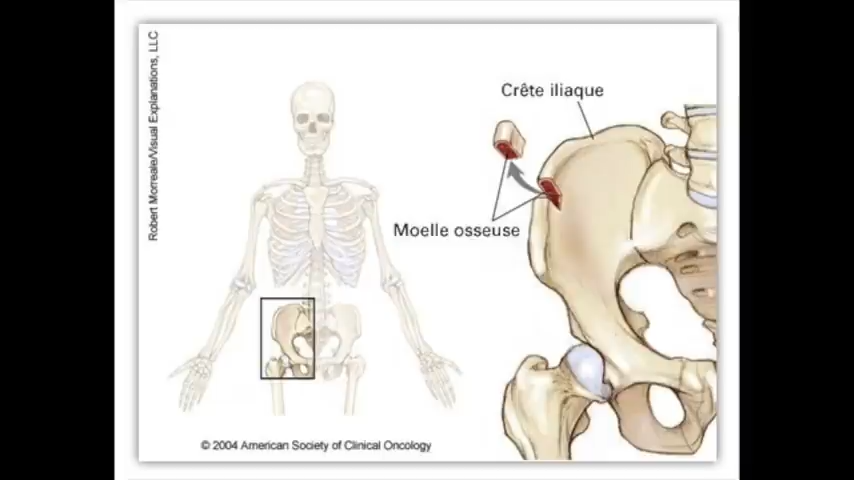 Robert Morreale/Visual Explanations, LLC
Crête iliaque
Moelle osseuse
© 2004 American Society of Clinical Oncology